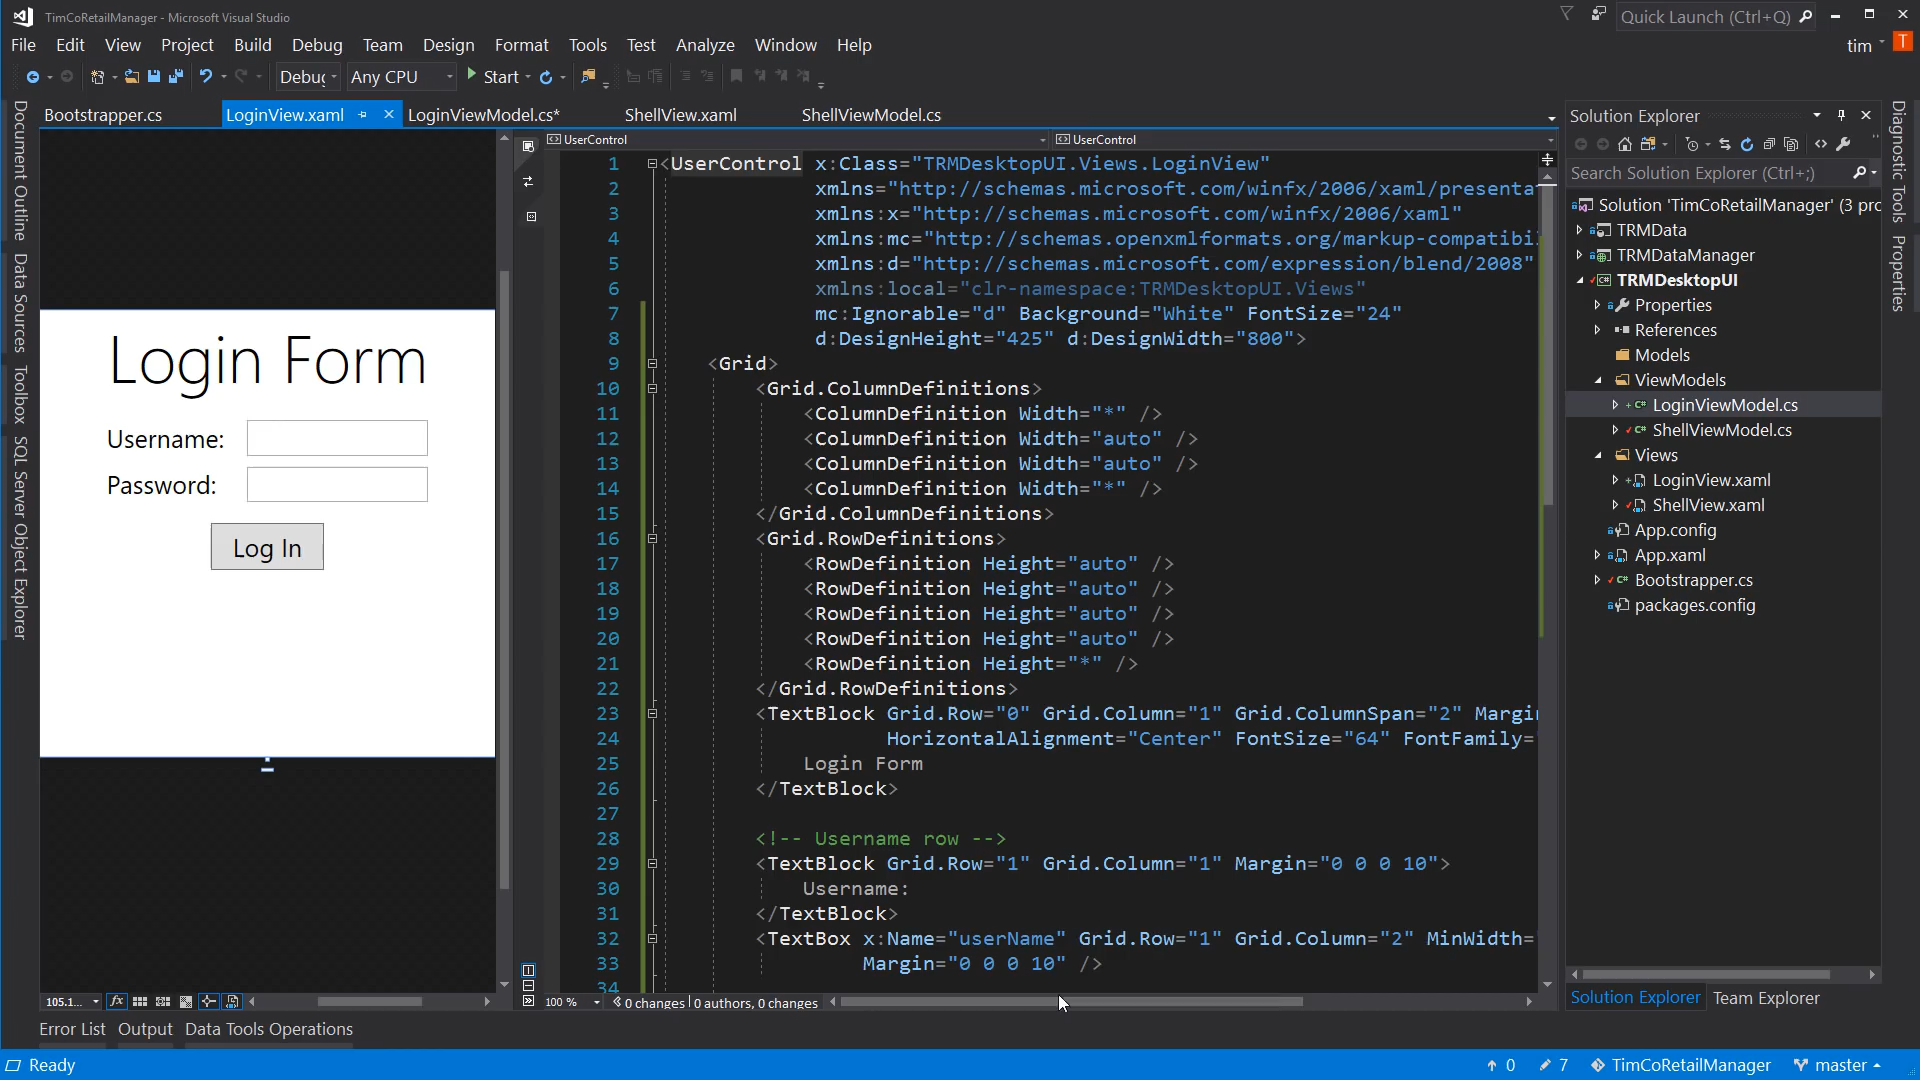 TimCoRetailManager - Microsoft Visual Studio
Quick Launch (Ctrl+Q)
File Edit View Project Build Debug Team Design Format Tools Test Analyze Window Help
tim T
Debug Any CPU Start
Bootstrapper.cs LoginView.xaml LoginViewModel.cs* ShellView.xaml ShellViewModel.cs
Document Outline
Data Sources
Toolbox
SQL Server Object Explorer
Login Form
Username:
Password:
Log In
UserControl UserControl
1 <UserControl x:Class="TRMDesktopUI.Views.LoginView"
2 xmlns="http://schemas.microsoft.com/winfx/2006/xaml/presenta
3 xmlns:x="http://schemas.microsoft.com/winfx/2006/xaml"
4 xmlns:mc="http://schemas.openxmlformats.org/markup-compatibi
5 xmlns:d="http://schemas.microsoft.com/expression/blend/2008"
6 xmlns:local="clr-namespace:TRMDesktopUI.Views"
7 mc:Ignorable="d" Background="White" FontSize="24"
8 d:DesignHeight="425" d:DesignWidth="800">
9 <Grid>
10 <Grid.ColumnDefinitions>
11 <ColumnDefinition Width="*" />
12 <ColumnDefinition Width="auto" />
13 <ColumnDefinition Width="auto" />
14 <ColumnDefinition Width="*" />
15 </Grid.ColumnDefinitions>
16 <Grid.RowDefinitions>
17 <RowDefinition Height="auto" />
18 <RowDefinition Height="auto" />
19 <RowDefinition Height="auto" />
20 <RowDefinition Height="auto" />
21 <RowDefinition Height="*" />
22 </Grid.RowDefinitions>
23 <TextBlock Grid.Row="0" Grid.Column="1" Grid.ColumnSpan="2" Margin
24 HorizontalAlignment="Center" FontSize="64" FontFamily=
25 Login Form
26 </TextBlock>
27
28 <!-- Username row -->
29 <TextBlock Grid.Row="1" Grid.Column="1" Margin="0 0 0 10">
30 Username:
31 </TextBlock>
32 <TextBox x:Name="userName" Grid.Row="1" Grid.Column="2" MinWidth=
33 Margin="0 0 0 10" />
34
105.1... 100 % 0 changes | 0 authors, 0 changes
Solution Explorer
Search Solution Explorer (Ctrl+;)
Solution 'TimCoRetailManager' (3 pro
TRMData
TRMDataManager
TRMDesktopUI
Properties
References
Models
ViewModels
LoginViewModel.cs
ShellViewModel.cs
Views
LoginView.xaml
ShellView.xaml
App.config
App.xaml
Bootstrapper.cs
packages.config
Solution Explorer Team Explorer
Diagnostic Tools
Properties
Error List Output Data Tools Operations
Ready 0 7 TimCoRetailManager master